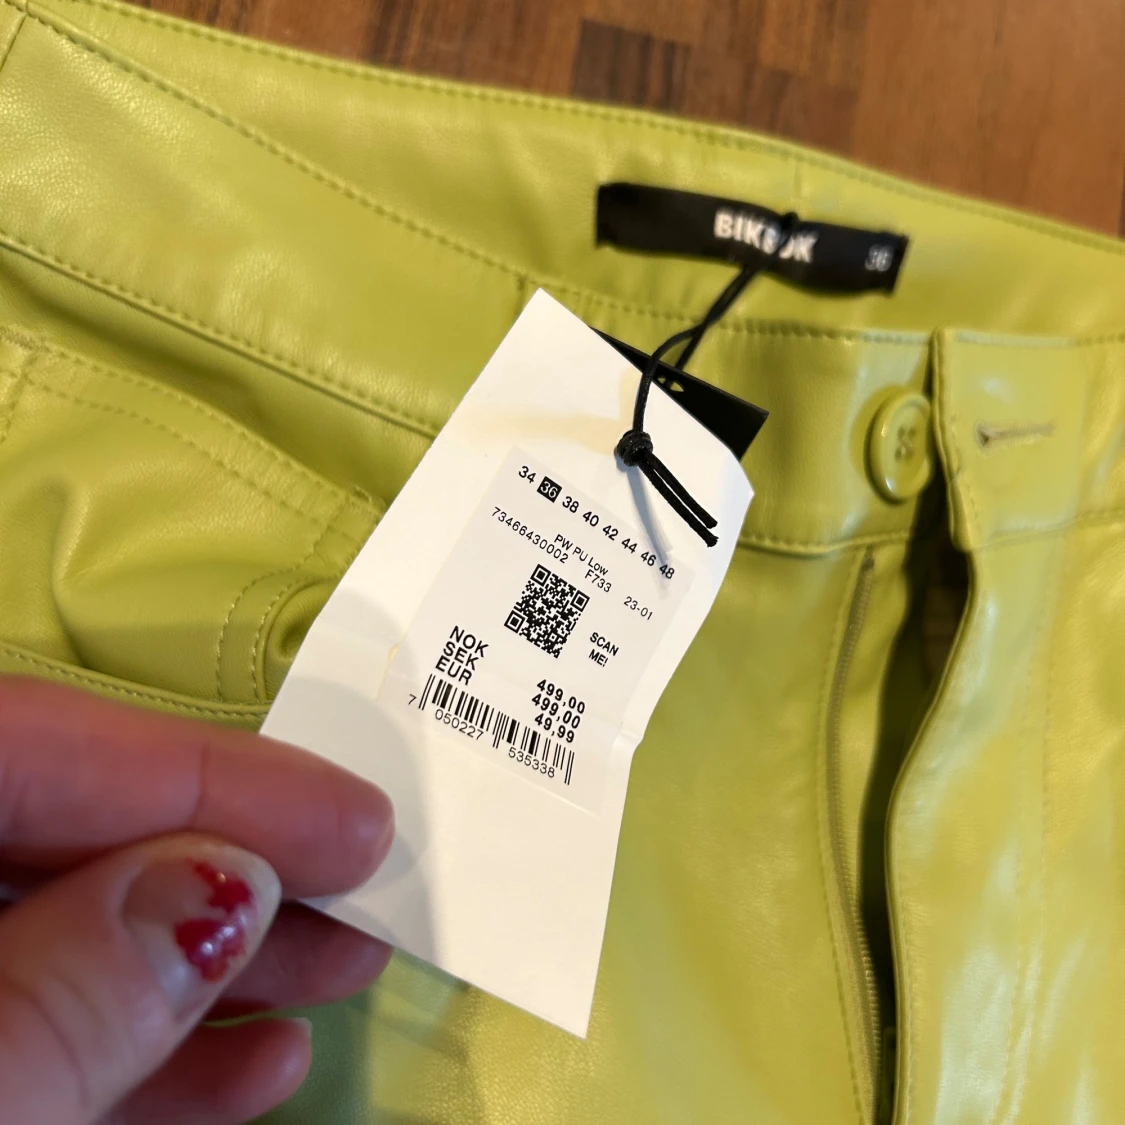 BIKBOK 36
34 36 38 40 42 44 46 48
PW PU Low
73466430002 F733 23-01
SCAN
ME!
NOK 499,00
SEK 499,00
EUR 49,99
7 050227 535338